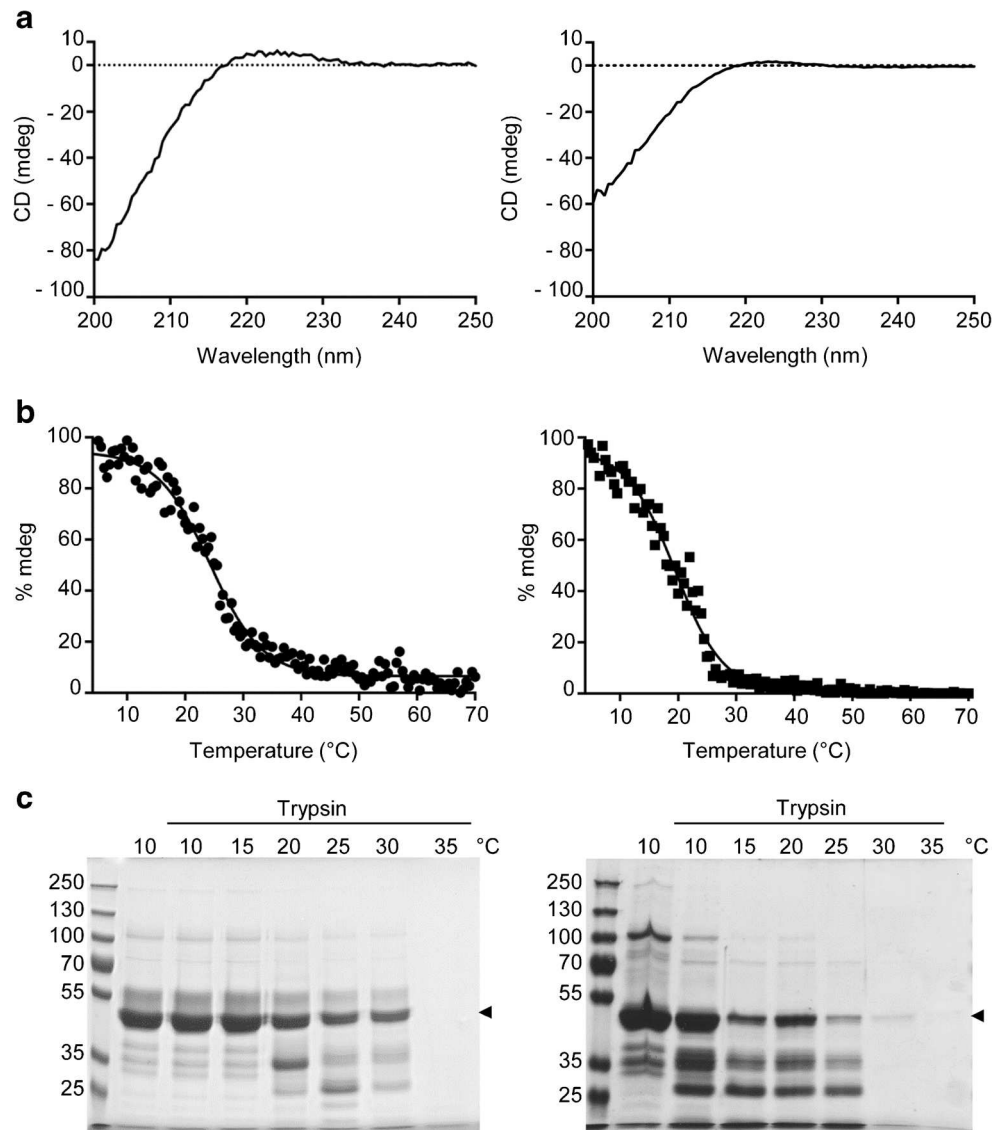 a
10
0
- 20
- 40
- 60
- 80
- 100
CD (mdeg)
200 210 220 230 240 250
Wavelength (nm)
10
0
- 20
- 40
- 60
- 80
- 100
CD (mdeg)
200 210 220 230 240 250
Wavelength (nm)
b
100
80
60
40
20
0
% mdeg
10 20 30 40 50 60 70
Temperature (°C)
100
80
60
40
20
0
% mdeg
10 20 30 40 50 60 70
Temperature (°C)
c
Trypsin
10 10 15 20 25 30 35 °C
250
130
100
70
55
35
25
Trypsin
10 10 15 20 25 30 35 °C
250
130
100
70
55
35
25